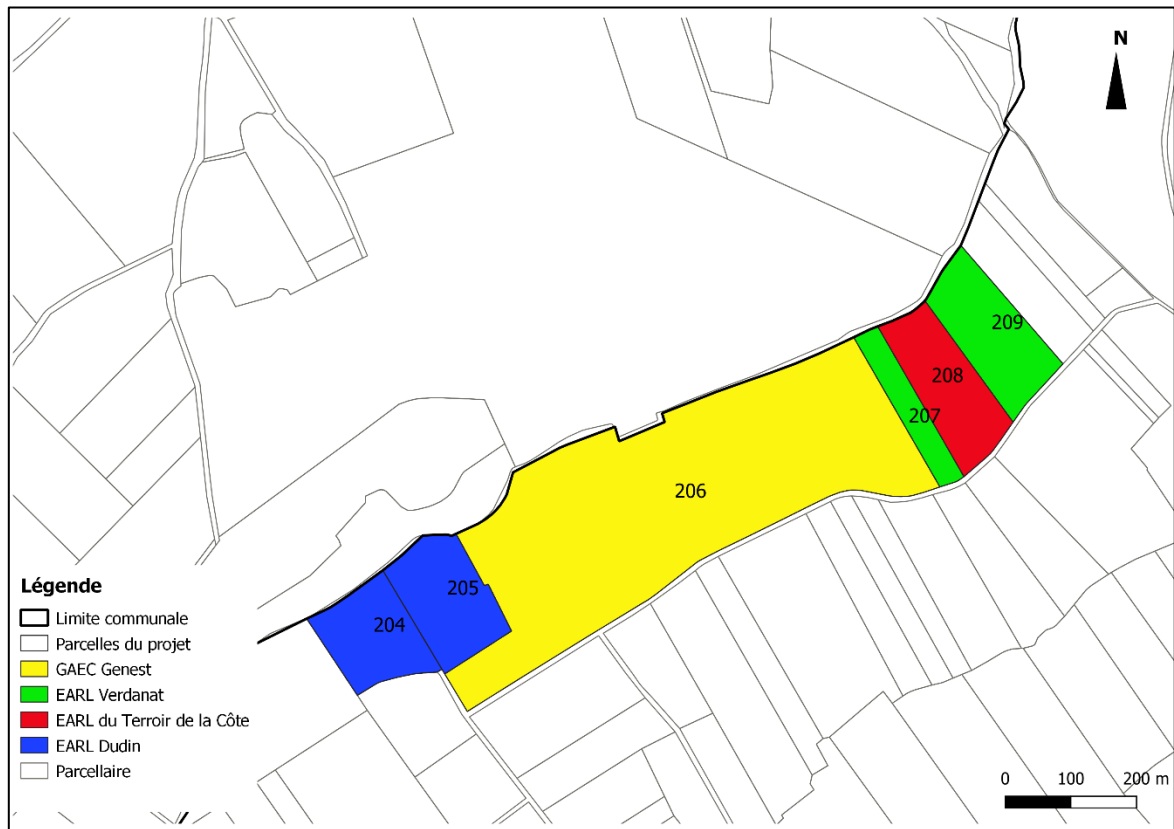 N
209
208
207
206
205
204
Légende
Limite communale
Parcelles du projet
GAEC Genest
EARL Verdanat
EARL du Terroir de la Côte
EARL Dudin
Parcellaire
0 100 200 m